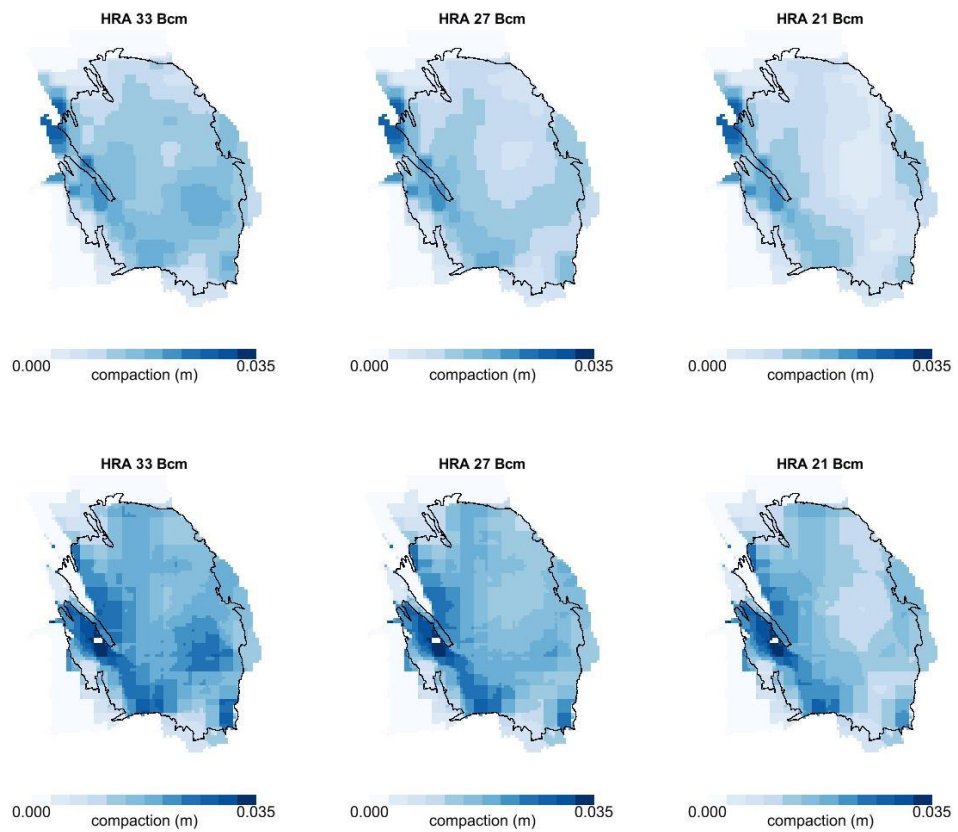 HRA 33 Bcm HRA 27 Bcm HRA 21 Bcm
0.000 0.035 0.000 0.035 0.000 0.035
compaction (m) compaction (m) compaction (m)
HRA 33 Bcm HRA 27 Bcm HRA 21 Bcm
0.000 0.035 0.000 0.035 0.000 0.035
compaction (m) compaction (m) compaction (m)